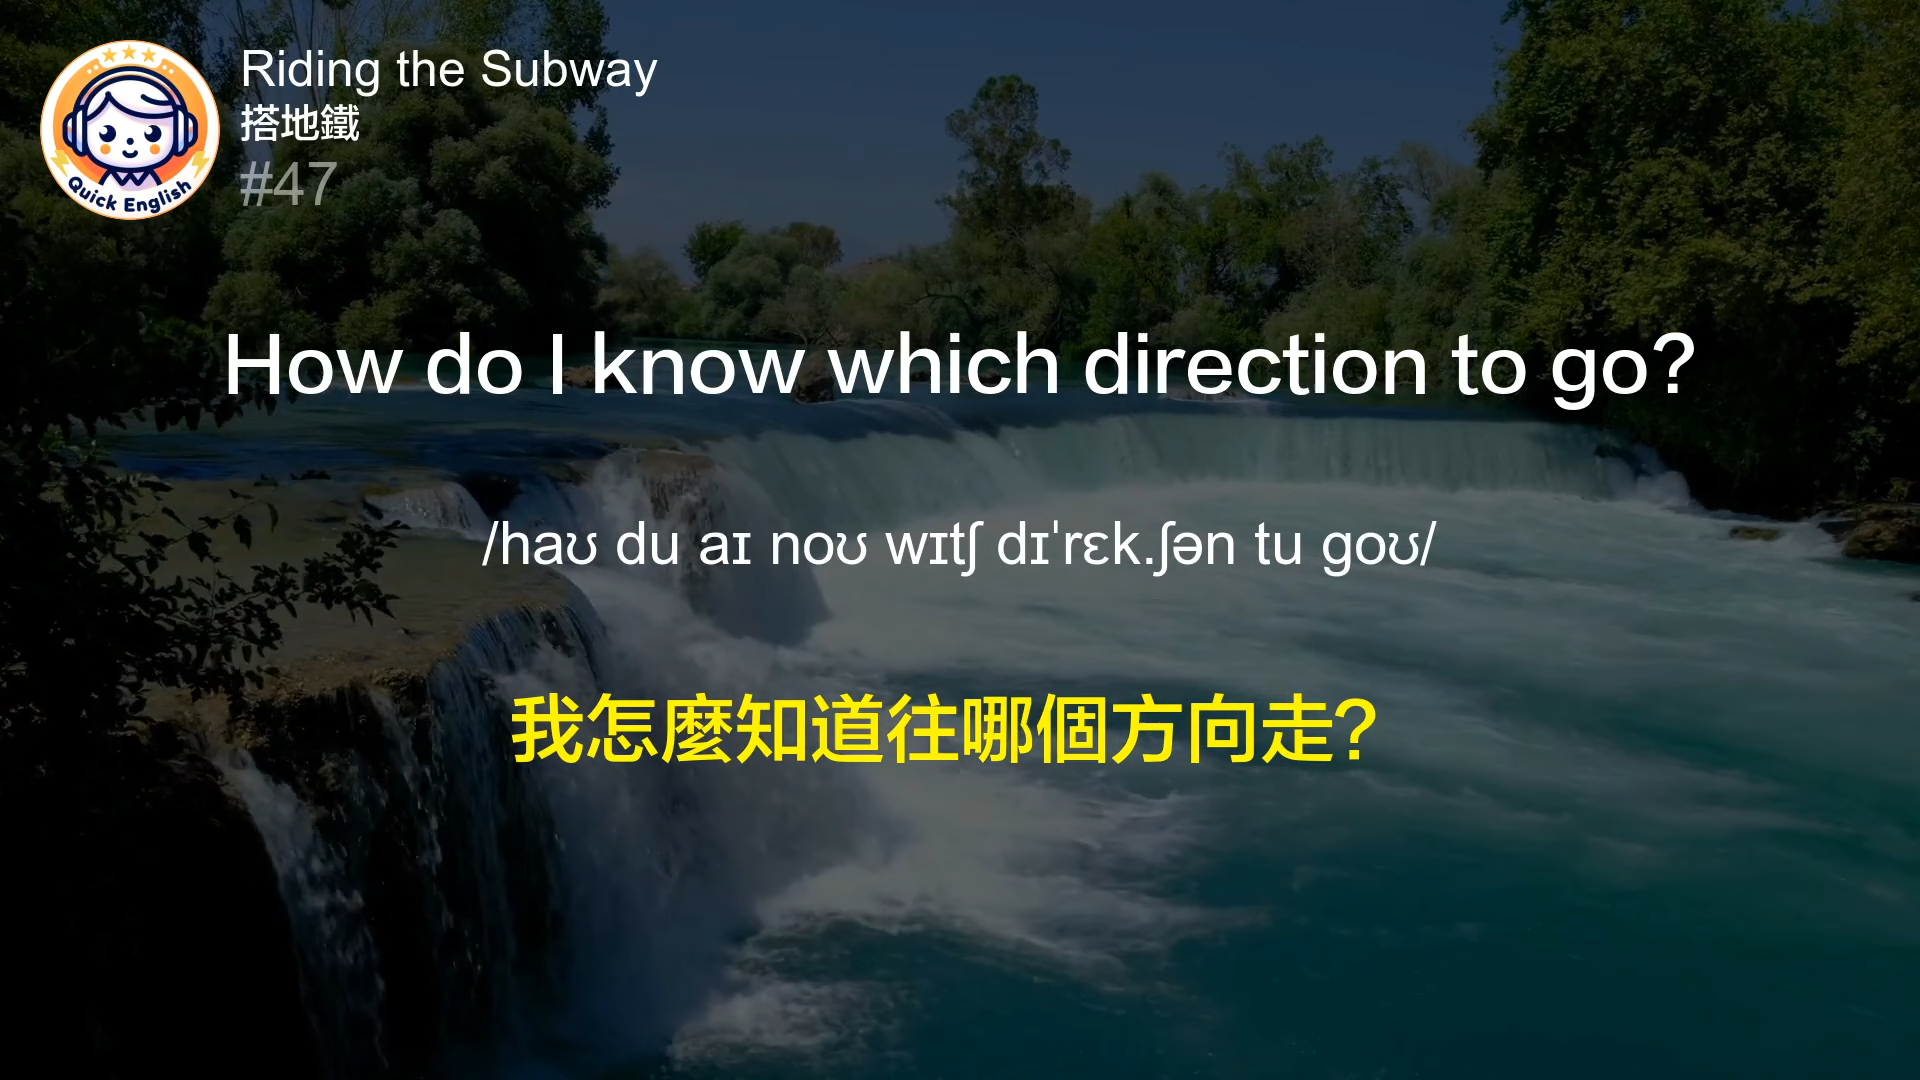 Quick English
Riding the Subway
搭地鐵
#47
How do I know which direction to go?
/haʊ du aɪ noʊ wɪtʃ dɪˈrɛk.ʃən tu goʊ/
我怎麼知道往哪個方向走?